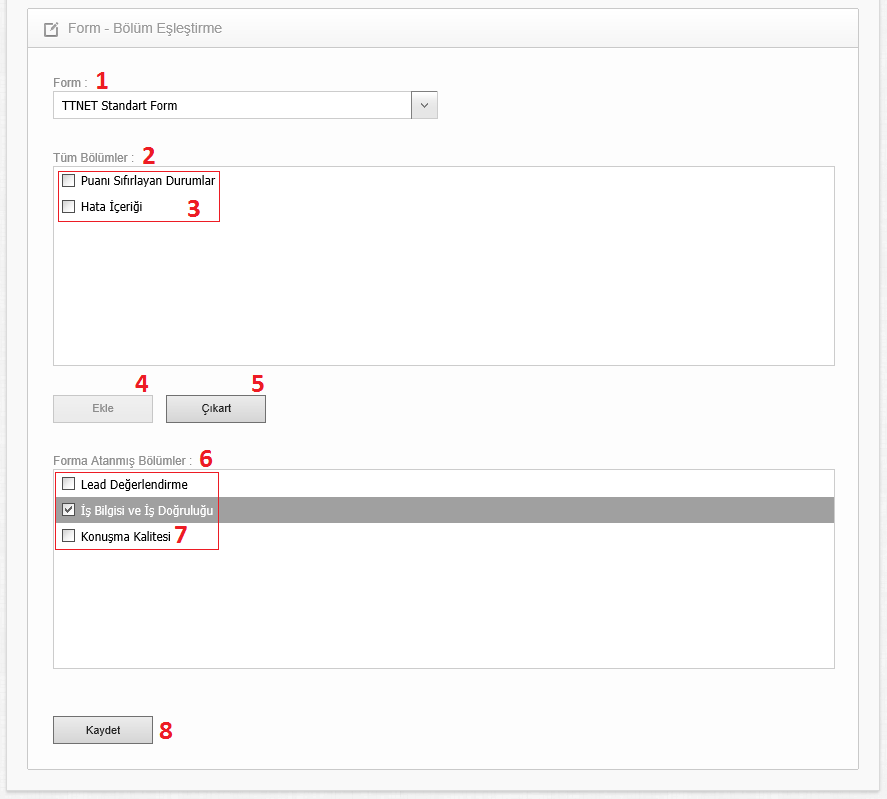 Form - Bölüm Eşleştirme
Form : 1
TTNET Standart Form
Tüm Bölümler : 2
Puanı Sıfırlayan Durumlar
Hata İçeriği 3
4 5
Ekle Çıkart
Forma Atanmış Bölümler : 6
Lead Değerlendirme
İş Bilgisi ve İş Doğruluğu
Konuşma Kalitesi 7
Kaydet 8